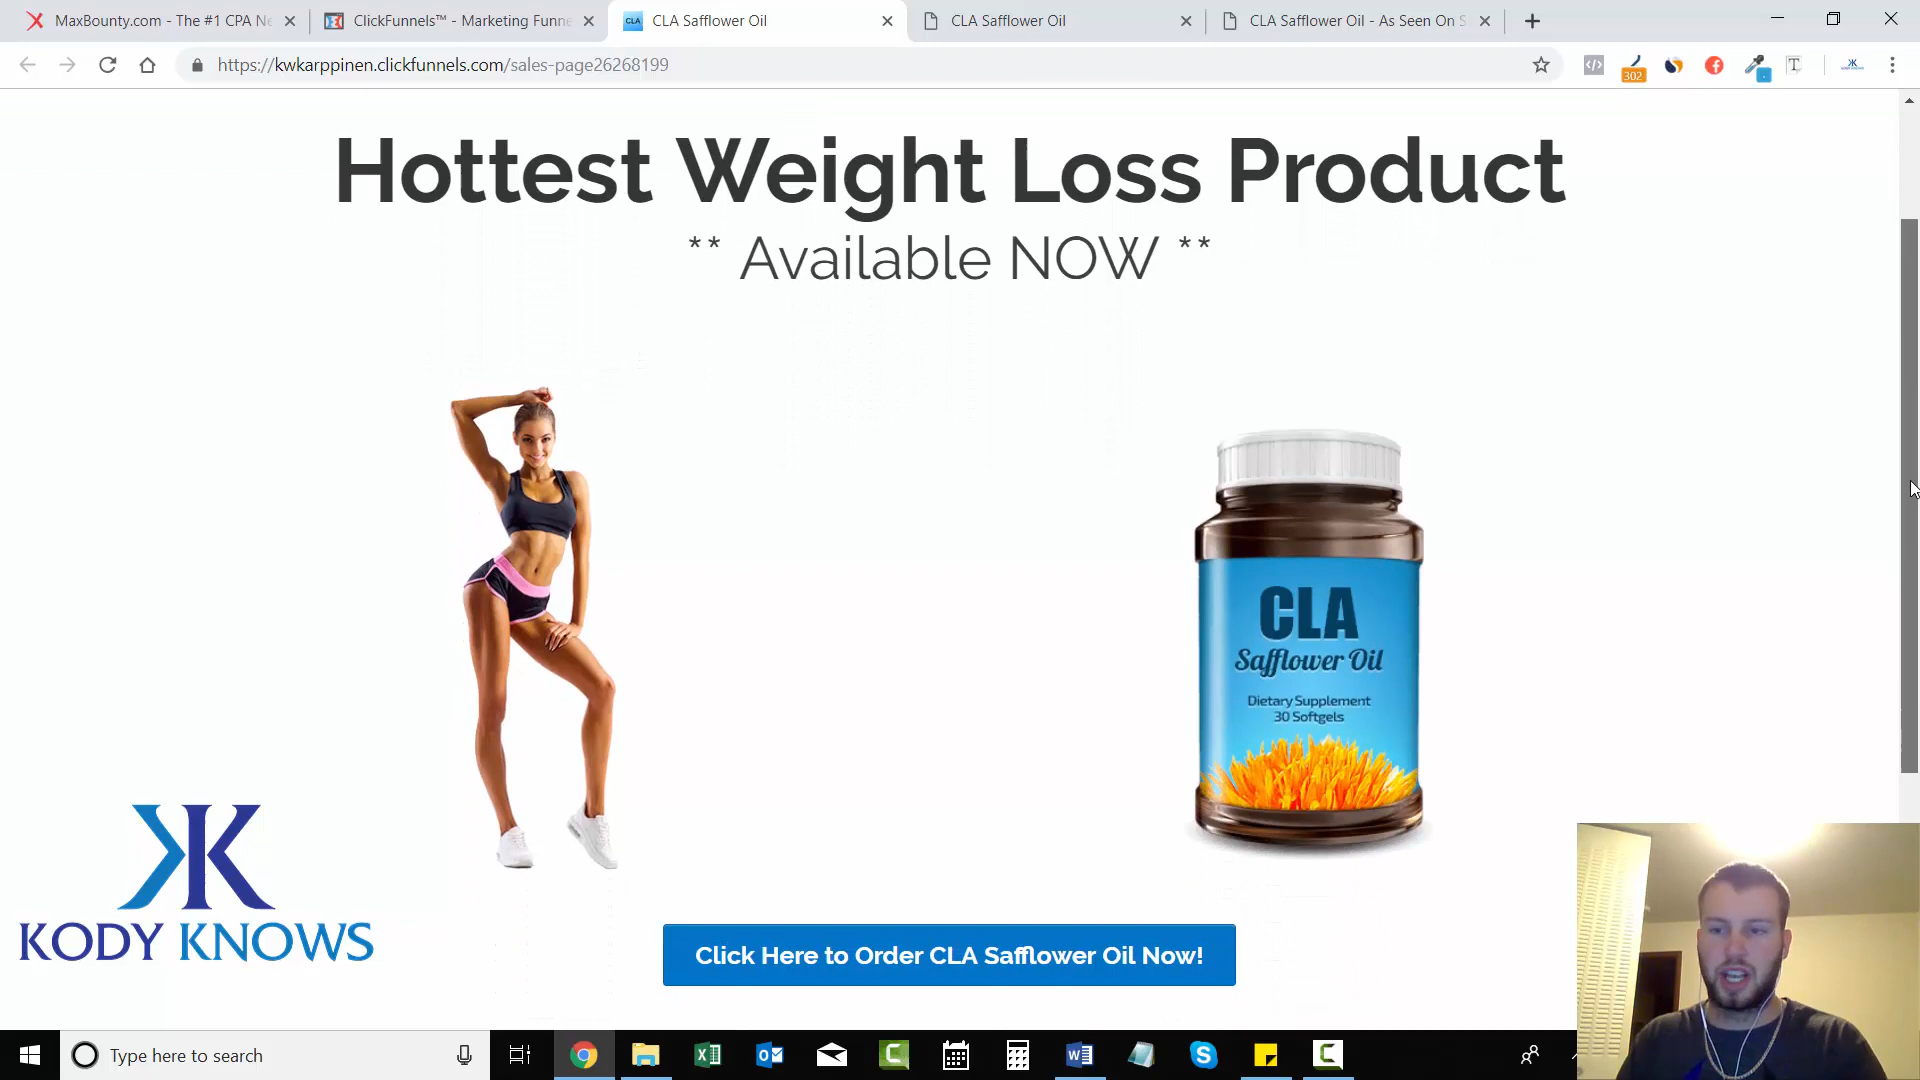 MaxBounty.com - The #1 CPA Ne
ClickFunnels™ - Marketing Funne
CLA Safflower Oil
CLA Safflower Oil
CLA Safflower Oil - As Seen On S
https://kwkarppinen.clickfunnels.com/sales-page26268199
302
Hottest Weight Loss Product
** Available NOW **
CLA
Safflower Oil
Dietary Supplement
30 Softgels
KODY KNOWS
Click Here to Order CLA Safflower Oil Now!
Type here to search